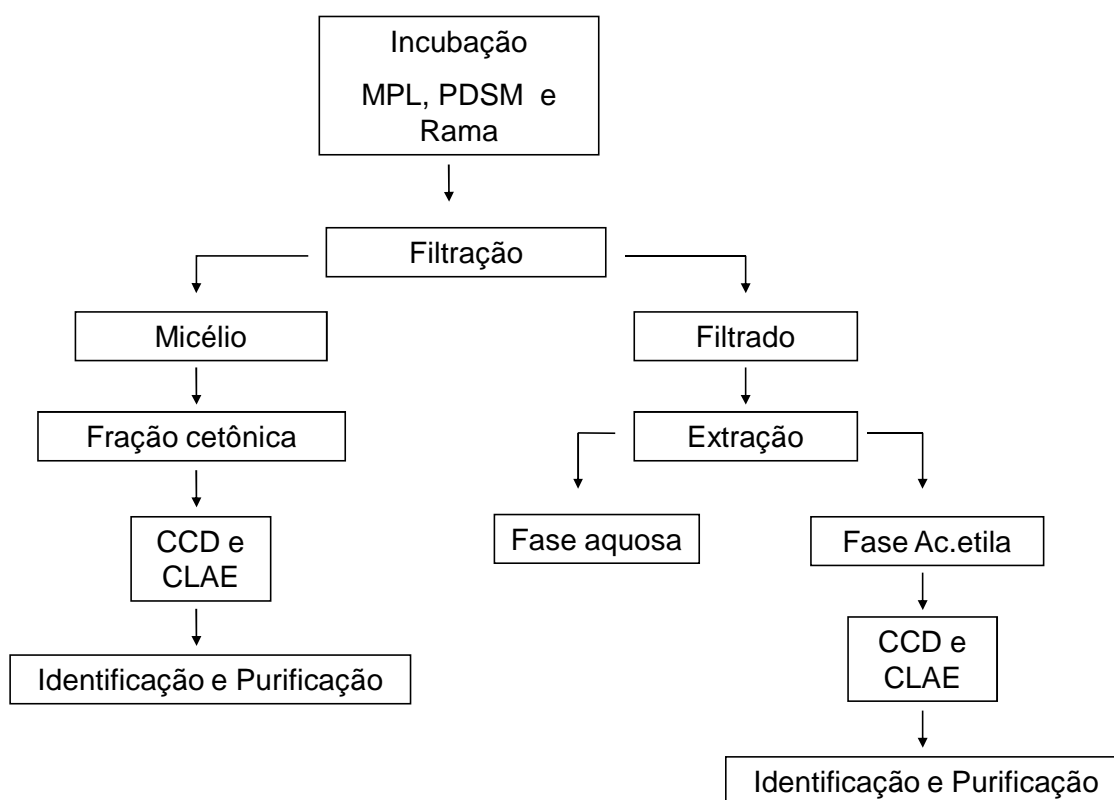 Incubação
MPL, PDSM e
Rama
Filtração
Micélio
Filtrado
Fração cetônica
Extração
CCD e
CLAE
Fase aquosa
Fase Ac.etila
Identificação e Purificação
CCD e
CLAE
Identificação e Purificação